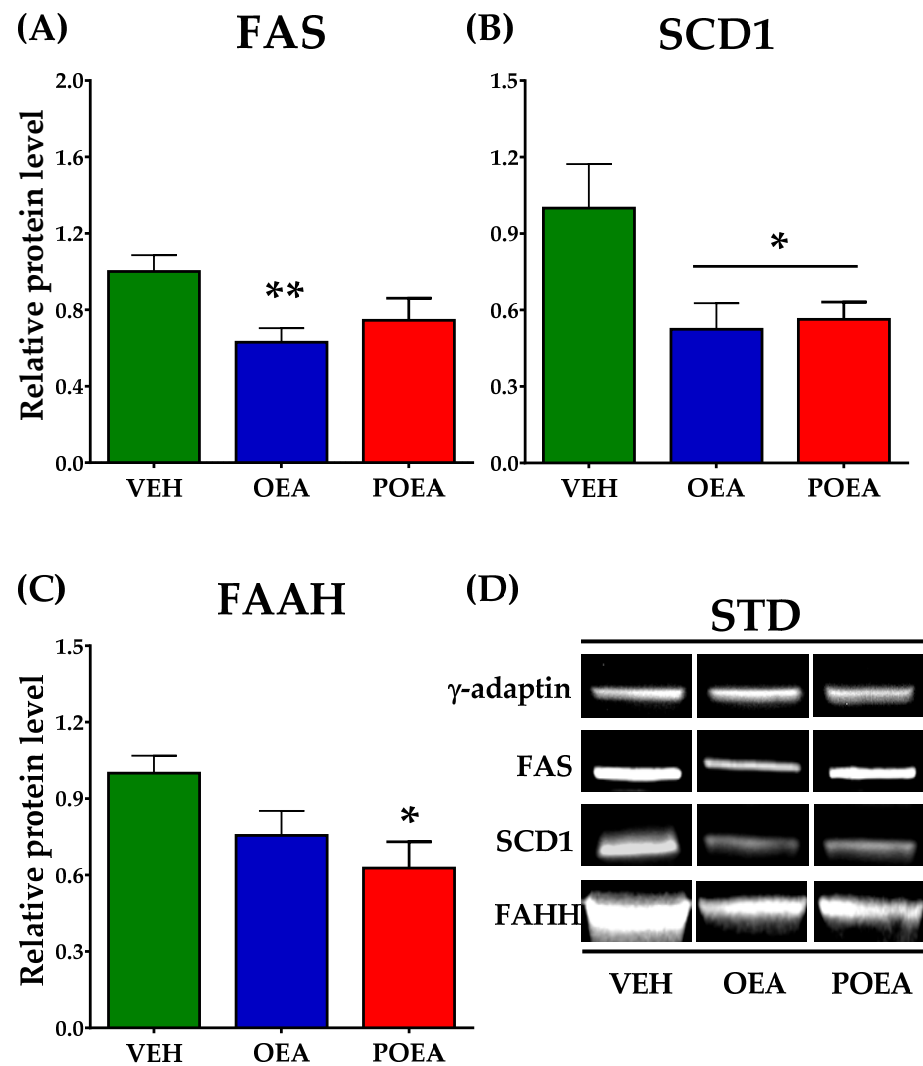 (A)
FAS
Relative protein level
2.0
1.6
1.2
0.8
0.4
0.0
**
VEH OEA POEA
(B)
SCD1
1.5
1.2
0.9
0.6
0.3
0.0
*
VEH OEA POEA
(C)
FAAH
Relative protein level
1.5
1.2
0.9
0.6
0.3
0.0
*
VEH OEA POEA
(D)
STD
γ-adaptin
FAS
SCD1
FAHH
VEH OEA POEA